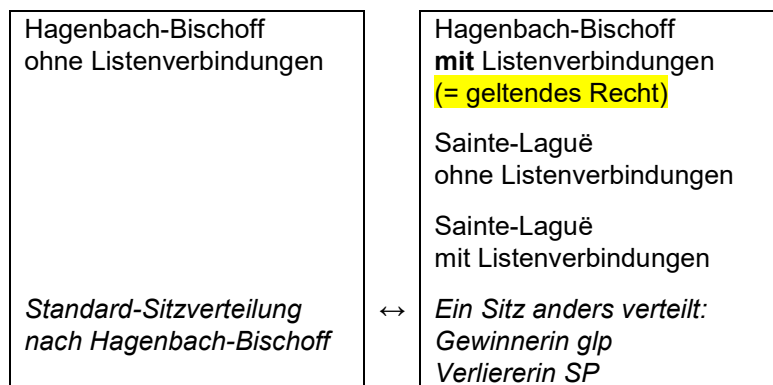 Hagenbach-Bischoff
ohne Listenverbindungen
Standard-Sitzverteilung
nach Hagenbach-Bischoff
↔
Hagenbach-Bischoff
mit Listenverbindungen
(= geltendes Recht)
Sainte-Laguë
ohne Listenverbindungen
Sainte-Laguë
mit Listenverbindungen
Ein Sitz anders verteilt:
Gewinnerin glp
Verliererin SP